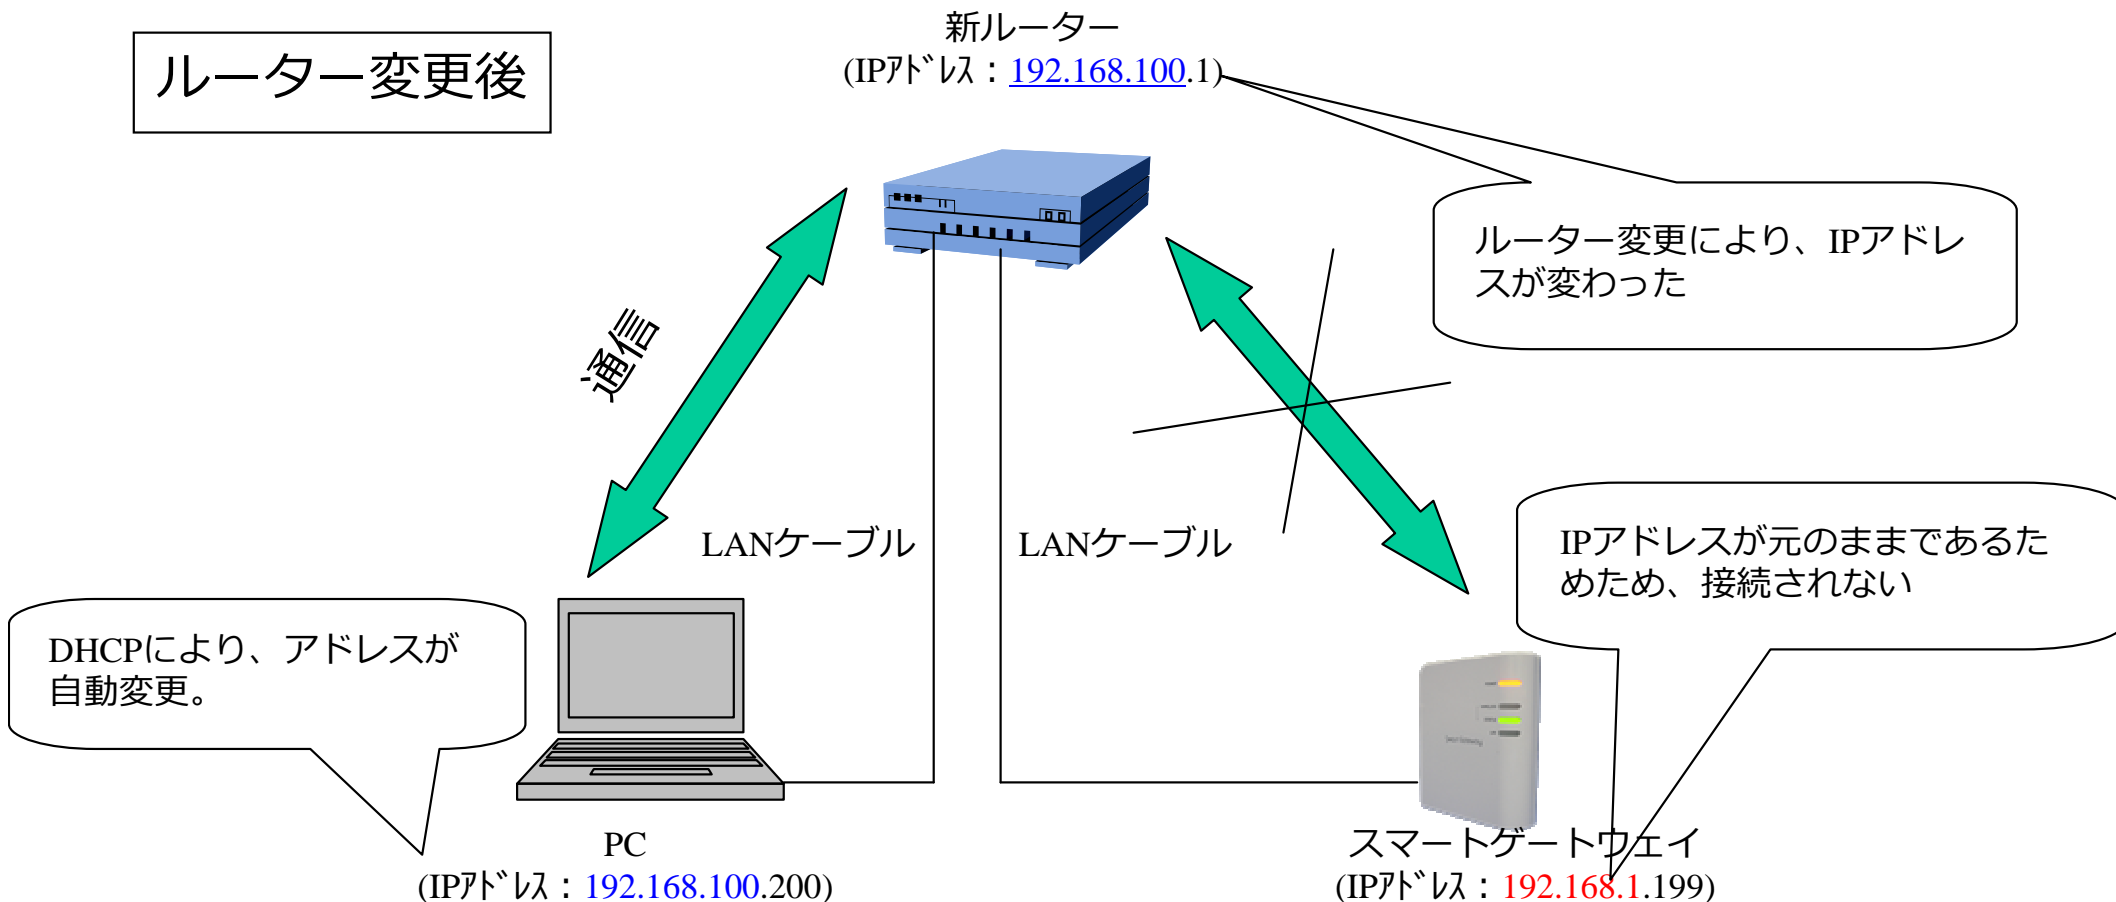 ルーター変更後
新ルーター
(IPｱﾄﾞﾚｽ：192.168.100.1)
ルーター変更により、IPアドレ
スが変わった
通信
LANケーブル
LANケーブル
IPアドレスが元のままであるた
めため、接続されない
DHCPにより、アドレスが
自動変更。
PC
(IPｱﾄﾞﾚｽ：192.168.100.200)
スマートゲートウェイ
(IPｱﾄﾞﾚｽ：192.168.1.199)